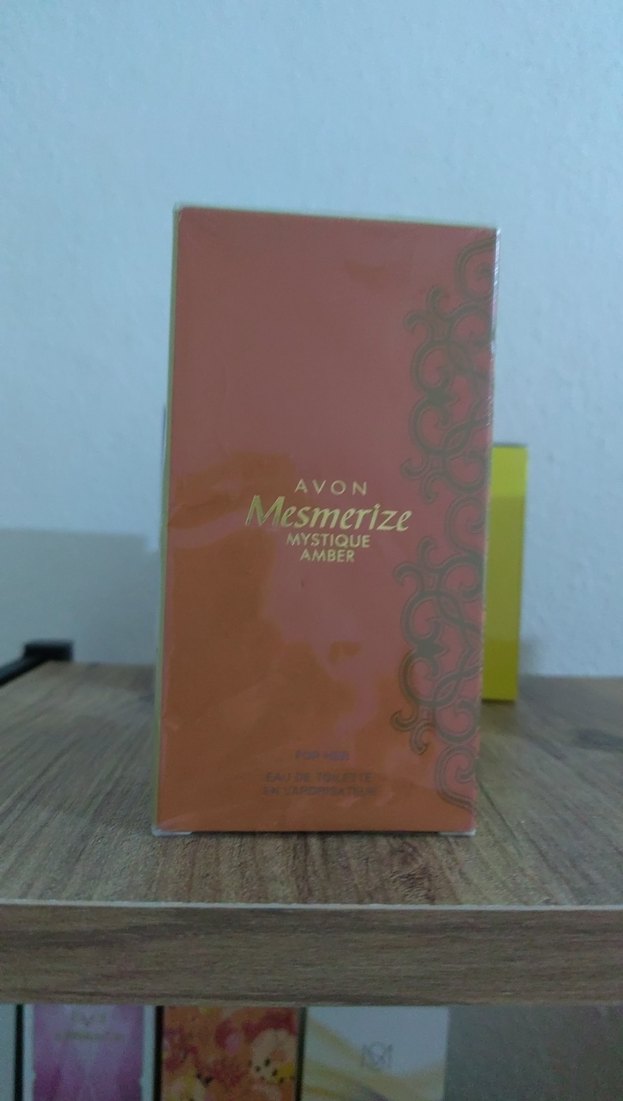 AVON
Mesmerize
MYSTIQUE
AMBER
FOR HER
EAU DE TOILETTE
EN VAPORISATEUR